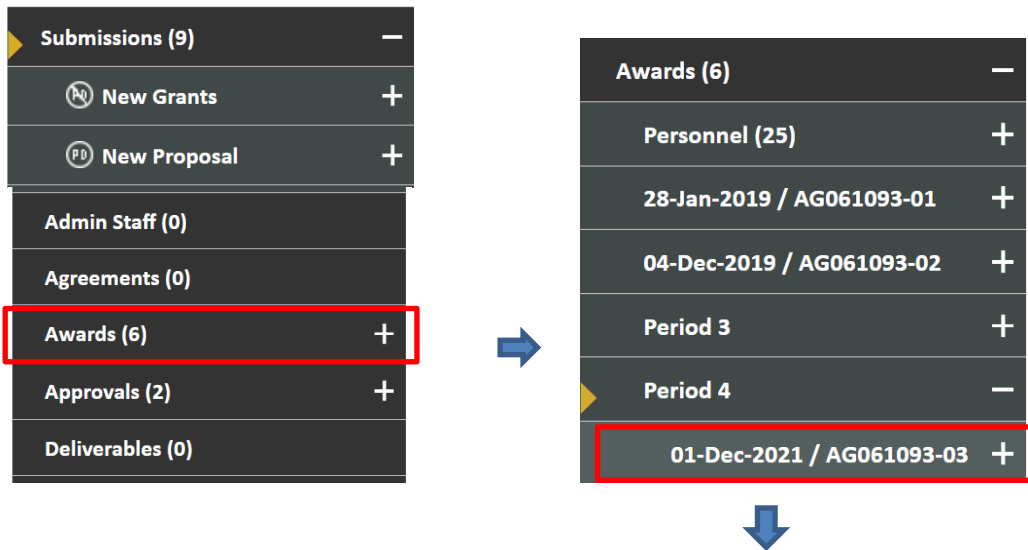 Submissions (9)
New Grants
PD New Proposal
Admin Staff (0)
Agreements (0)
Awards (6)
Approvals (2)
Deliverables (0)
Awards (6)
Personnel (25)
28-Jan-2019 / AG061093-01
04-Dec-2019 / AG061093-02
Period 3
Period 4
01-Dec-2021 / AG061093-03